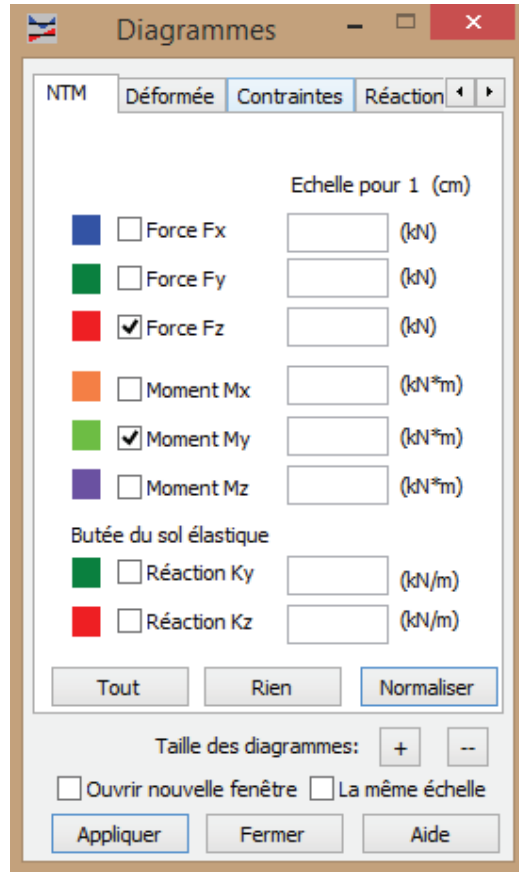 Diagrammes
NTM Déformée Contraintes Réaction
Echelle pour 1 (cm)
Force Fx (kN)
Force Fy (kN)
Force Fz (kN)
Moment Mx (kN*m)
Moment My (kN*m)
Moment Mz (kN*m)
Butée du sol élastique
Réaction Ky (kN/m)
Réaction Kz (kN/m)
Tout Rien Normaliser
Taille des diagrammes: + --
Ouvrir nouvelle fenêtre La même échelle
Appliquer Fermer Aide